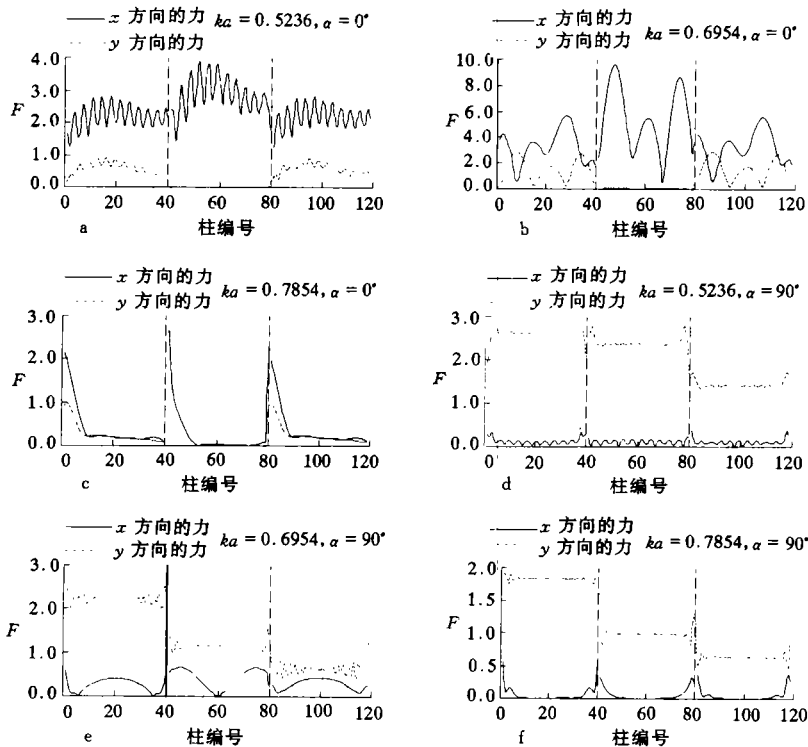 x 方向的力 ka = 0.5236, α = 0°
y 方向的力
F
4.0
3.0
2.0
1.0
0.0
0 20 40 60 80 100 120
a 柱编号
x 方向的力 ka = 0.6954, α = 0°
y 方向的力
F
10.0
8.0
6.0
4.0
2.0
0.0
0 20 40 60 80 100 120
b 柱编号
x 方向的力
y 方向的力 ka = 0.7854, α = 0°
F
3.0
2.0
1.0
0.0
0 20 40 60 80 100 120
c 柱编号
x 方向的力
y 方向的力 ka = 0.5236, α = 90°
F
3.0
2.0
1.0
0.0
0 20 40 60 80 100 120
d 柱编号
x 方向的力
y 方向的力 ka = 0.6954, α = 90°
F
3.0
2.0
1.0
0.0
0 20 40 60 80 100 120
e 柱编号
x 方向的力
y 方向的力 ka = 0.7854, α = 90°
F
2.0
1.5
1.0
0.5
0.0
0 20 40 60 80 100 120
f 柱编号